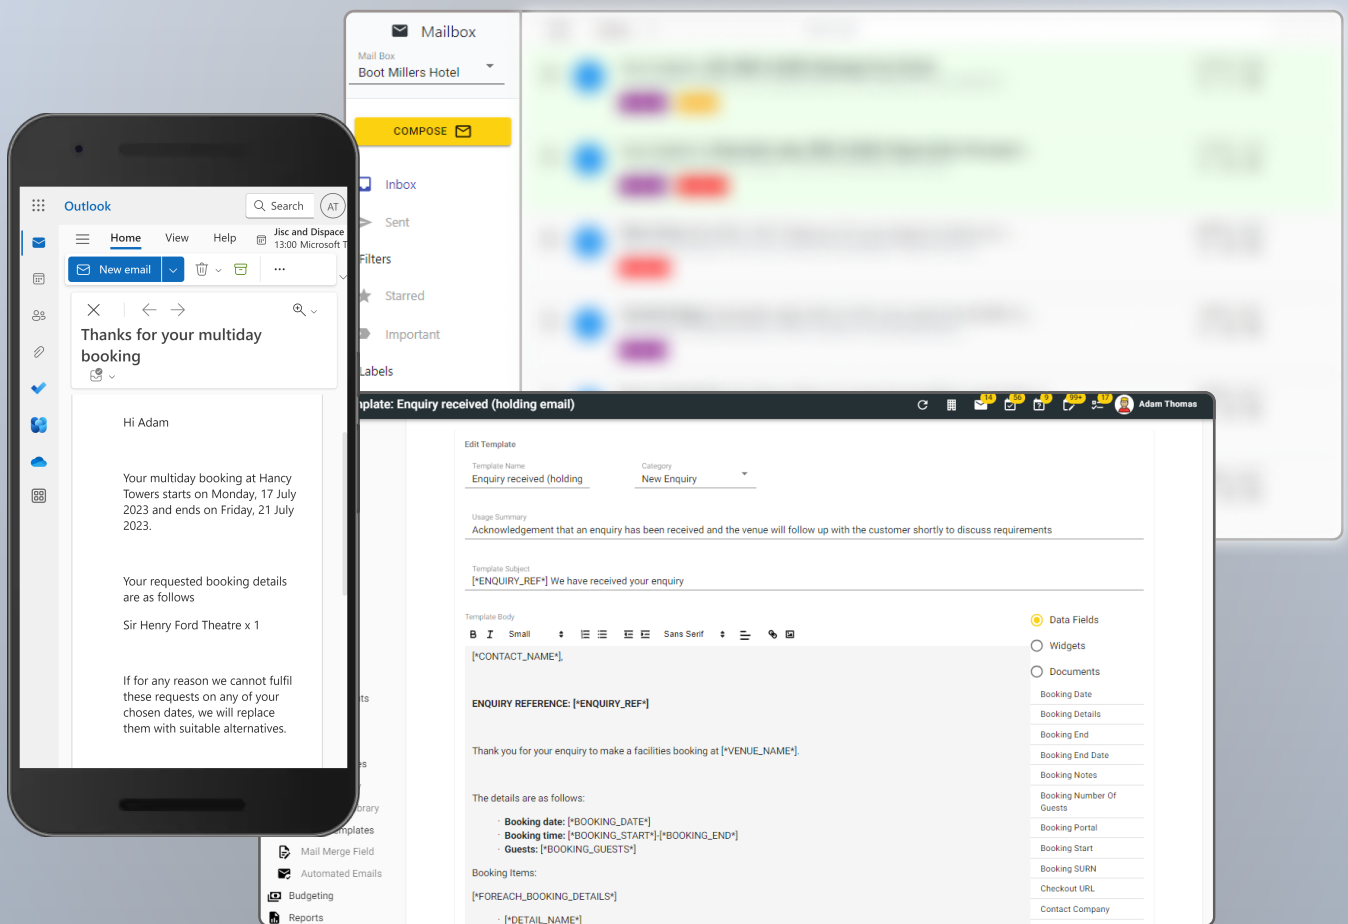 Mailbox
Mail Box
Boot Millers Hotel
COMPOSE
Inbox
Sent
Filters
Starred
Important
Labels
Outlook
Search
AT
Home View Help
Jisc and Dispace
13:00 Microsoft T
New email
Thanks for your multiday
booking
Hi Adam
Your multiday booking at Hancy
Towers starts on Monday, 17 July
2023 and ends on Friday, 21 July
2023.
Your requested booking details
are as follows
Sir Henry Ford Theatre x 1
If for any reason we cannot fulfil
these requests on any of your
chosen dates, we will replace
them with suitable alternatives.
nplate: Enquiry received (holding email)
14
56
9
99+
17
Adam Thomas
Edit Template
Template Name
Enquiry received (holding
Category
New Enquiry
Usage Summary
Acknowledgement that an enquiry has been received and the venue will follow up with the customer shortly to discuss requirements
Template Subject
[*ENQUIRY_REF*] We have received your enquiry
Template Body
B I Small Sans Serif
[*CONTACT_NAME*],
ENQUIRY REFERENCE: [*ENQUIRY_REF*]
Thank you for your enquiry to make a facilities booking at [*VENUE_NAME*].
The details are as follows:
· Booking date: [*BOOKING_DATE*]
· Booking time: [*BOOKING_START*]-[*BOOKING_END*]
· Guests: [*BOOKING_GUESTS*]
Booking Items:
[*FOREACH_BOOKING_DETAILS*]
· [*DETAIL_NAME*]
Data Fields
Widgets
Documents
Booking Date
Booking Details
Booking End
Booking End Date
Booking Notes
Booking Number Of
Guests
Booking Portal
Booking Start
Booking SURN
Checkout URL
Contact Company
ts
es
brary
mplates
Mail Merge Field
Automated Emails
Budgeting
Reports